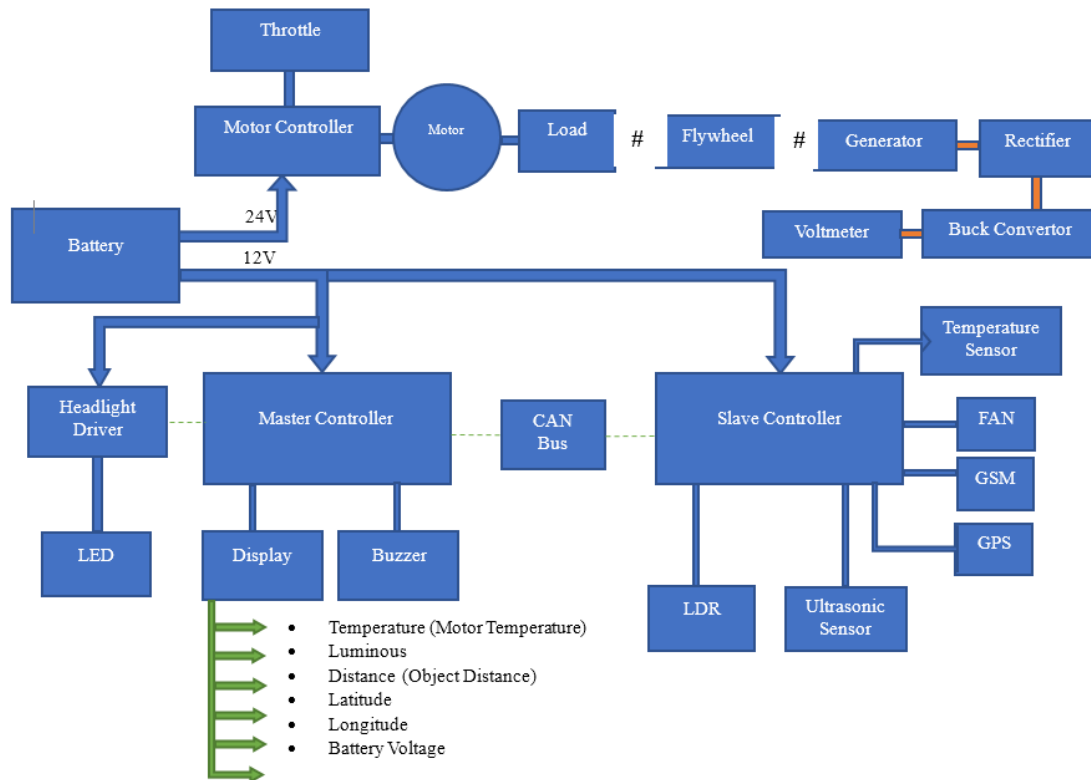 Throttle
Motor Controller
Motor
Load
#
Flywheel
#
Generator
Rectifier
24V
Battery
Voltmeter
Buck Convertor
12V
Temperature
Sensor
Headlight
Driver
Master Controller
CAN
Bus
Slave Controller
FAN
GSM
LED
Display
Buzzer
GPS
LDR
Ultrasonic
Sensor
• Temperature (Motor Temperature)
• Luminous
• Distance (Object Distance)
• Latitude
• Longitude
• Battery Voltage